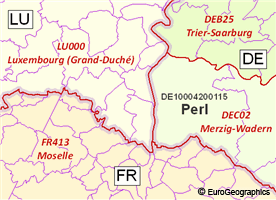 LU
DEB25
Trier-Saarburg
LU000
Luxembourg (Grand-Duché)
DE
DE10004200115
Perl
DEC02
Merzig-Wadern
FR413
Moselle
FR
© EuroGeographics